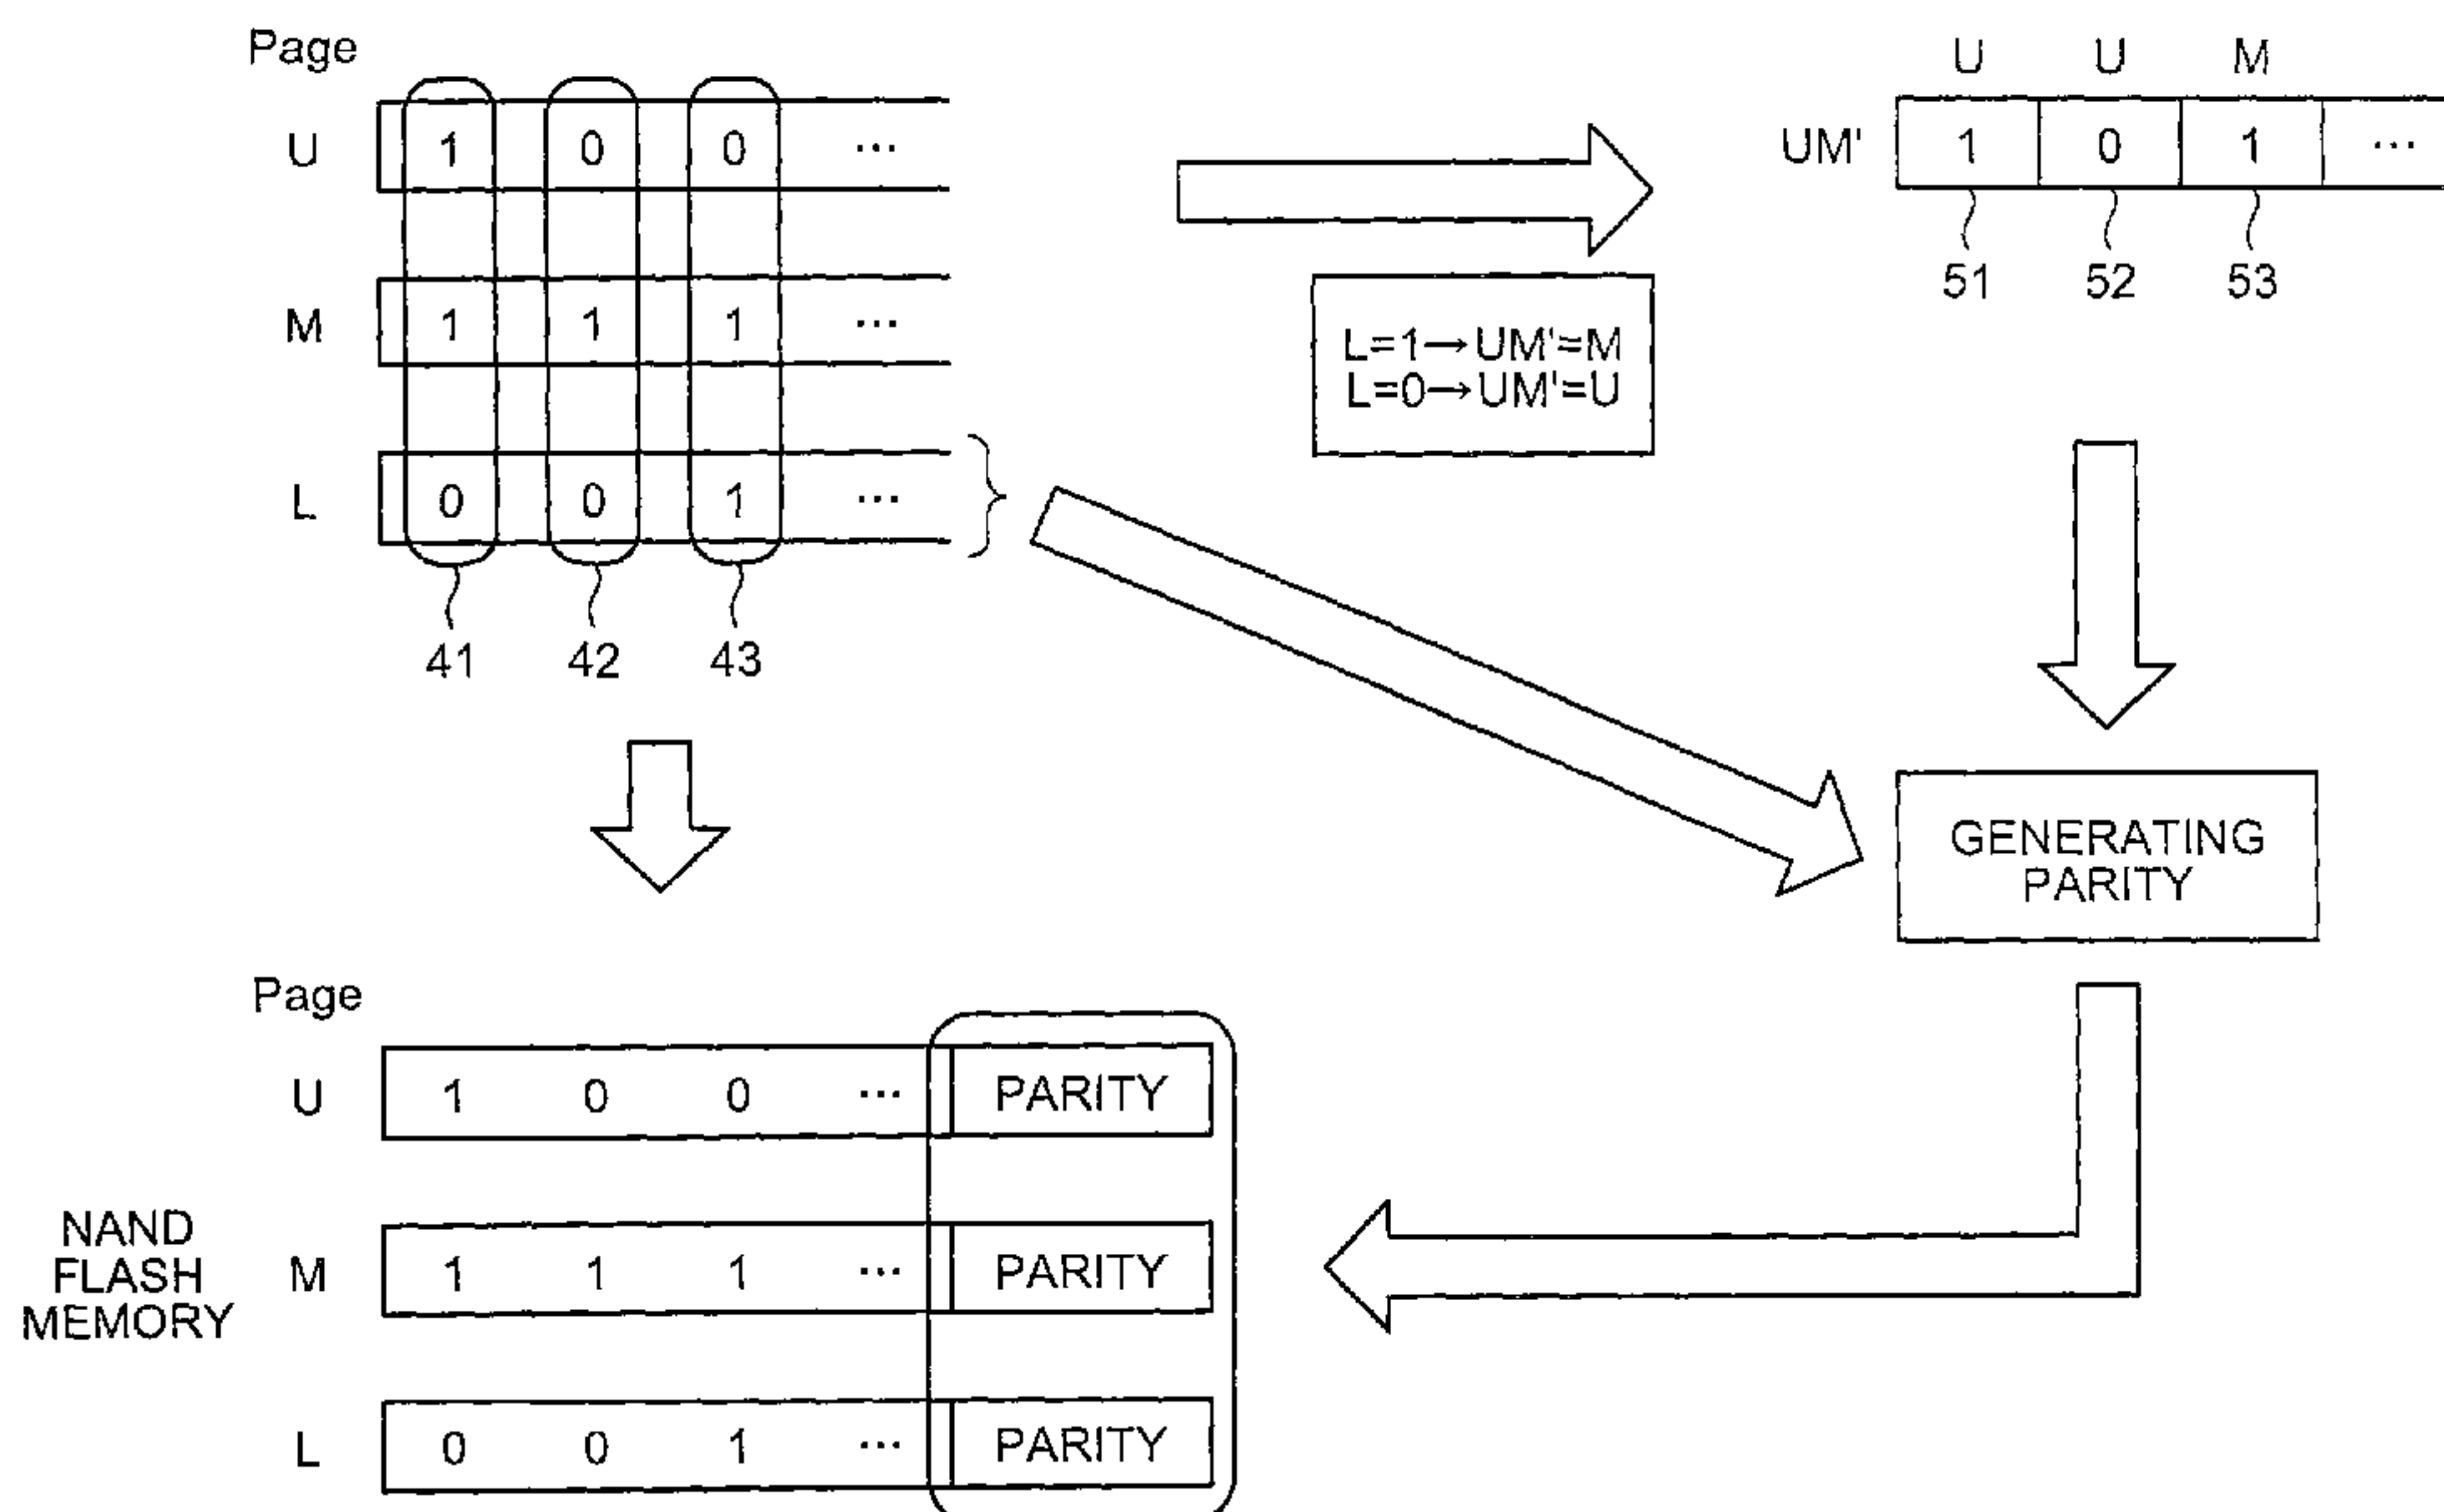 Page
U 1 0 0 ...
M 1 1 1 ...
L 0 0 1 ...
41 42 43
L=1→UM'=M
L=0→UM'=U
U U M
UM' 1 0 1 ...
51 52 53
GENERATING
PARITY
Page
U 1 0 0 ... PARITY
M 1 1 1 ... PARITY
L 0 0 1 ... PARITY
NAND
FLASH
MEMORY